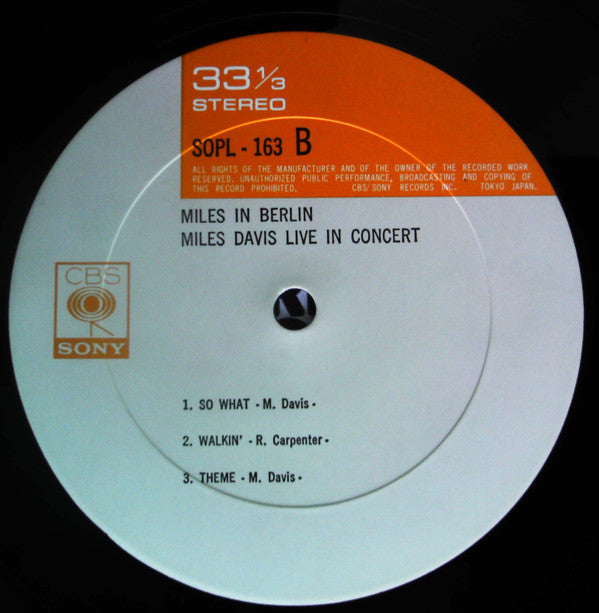 33 1/3
STEREO
SOPL - 163 B
ALL RIGHTS OF THE MANUFACTURER AND OF THE OWNER OF THE RECORDED WORK
RESERVED. UNAUTHORIZED PUBLIC PERFORMANCE, BROADCASTING AND COPYING OF
THIS RECORD PROHIBITED. CBS/SONY RECORDS INC. TOKYO JAPAN.
MILES IN BERLIN
MILES DAVIS LIVE IN CONCERT
CBS
SONY
1. SO WHAT - M. Davis -
2. WALKIN' - R. Carpenter -
3. THEME - M. Davis -